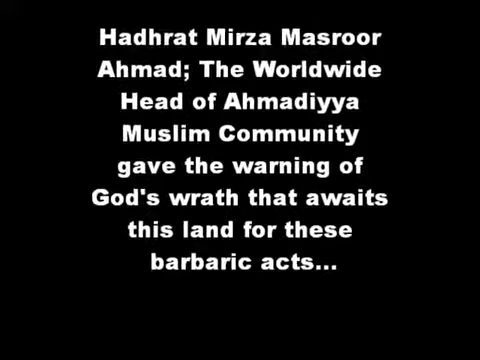 Hadhrat Mirza Masroor
Ahmad; The Worldwide
Head of Ahmadiyya
Muslim Community
gave the warning of
God's wrath that awaits
this land for these
barbaric acts...